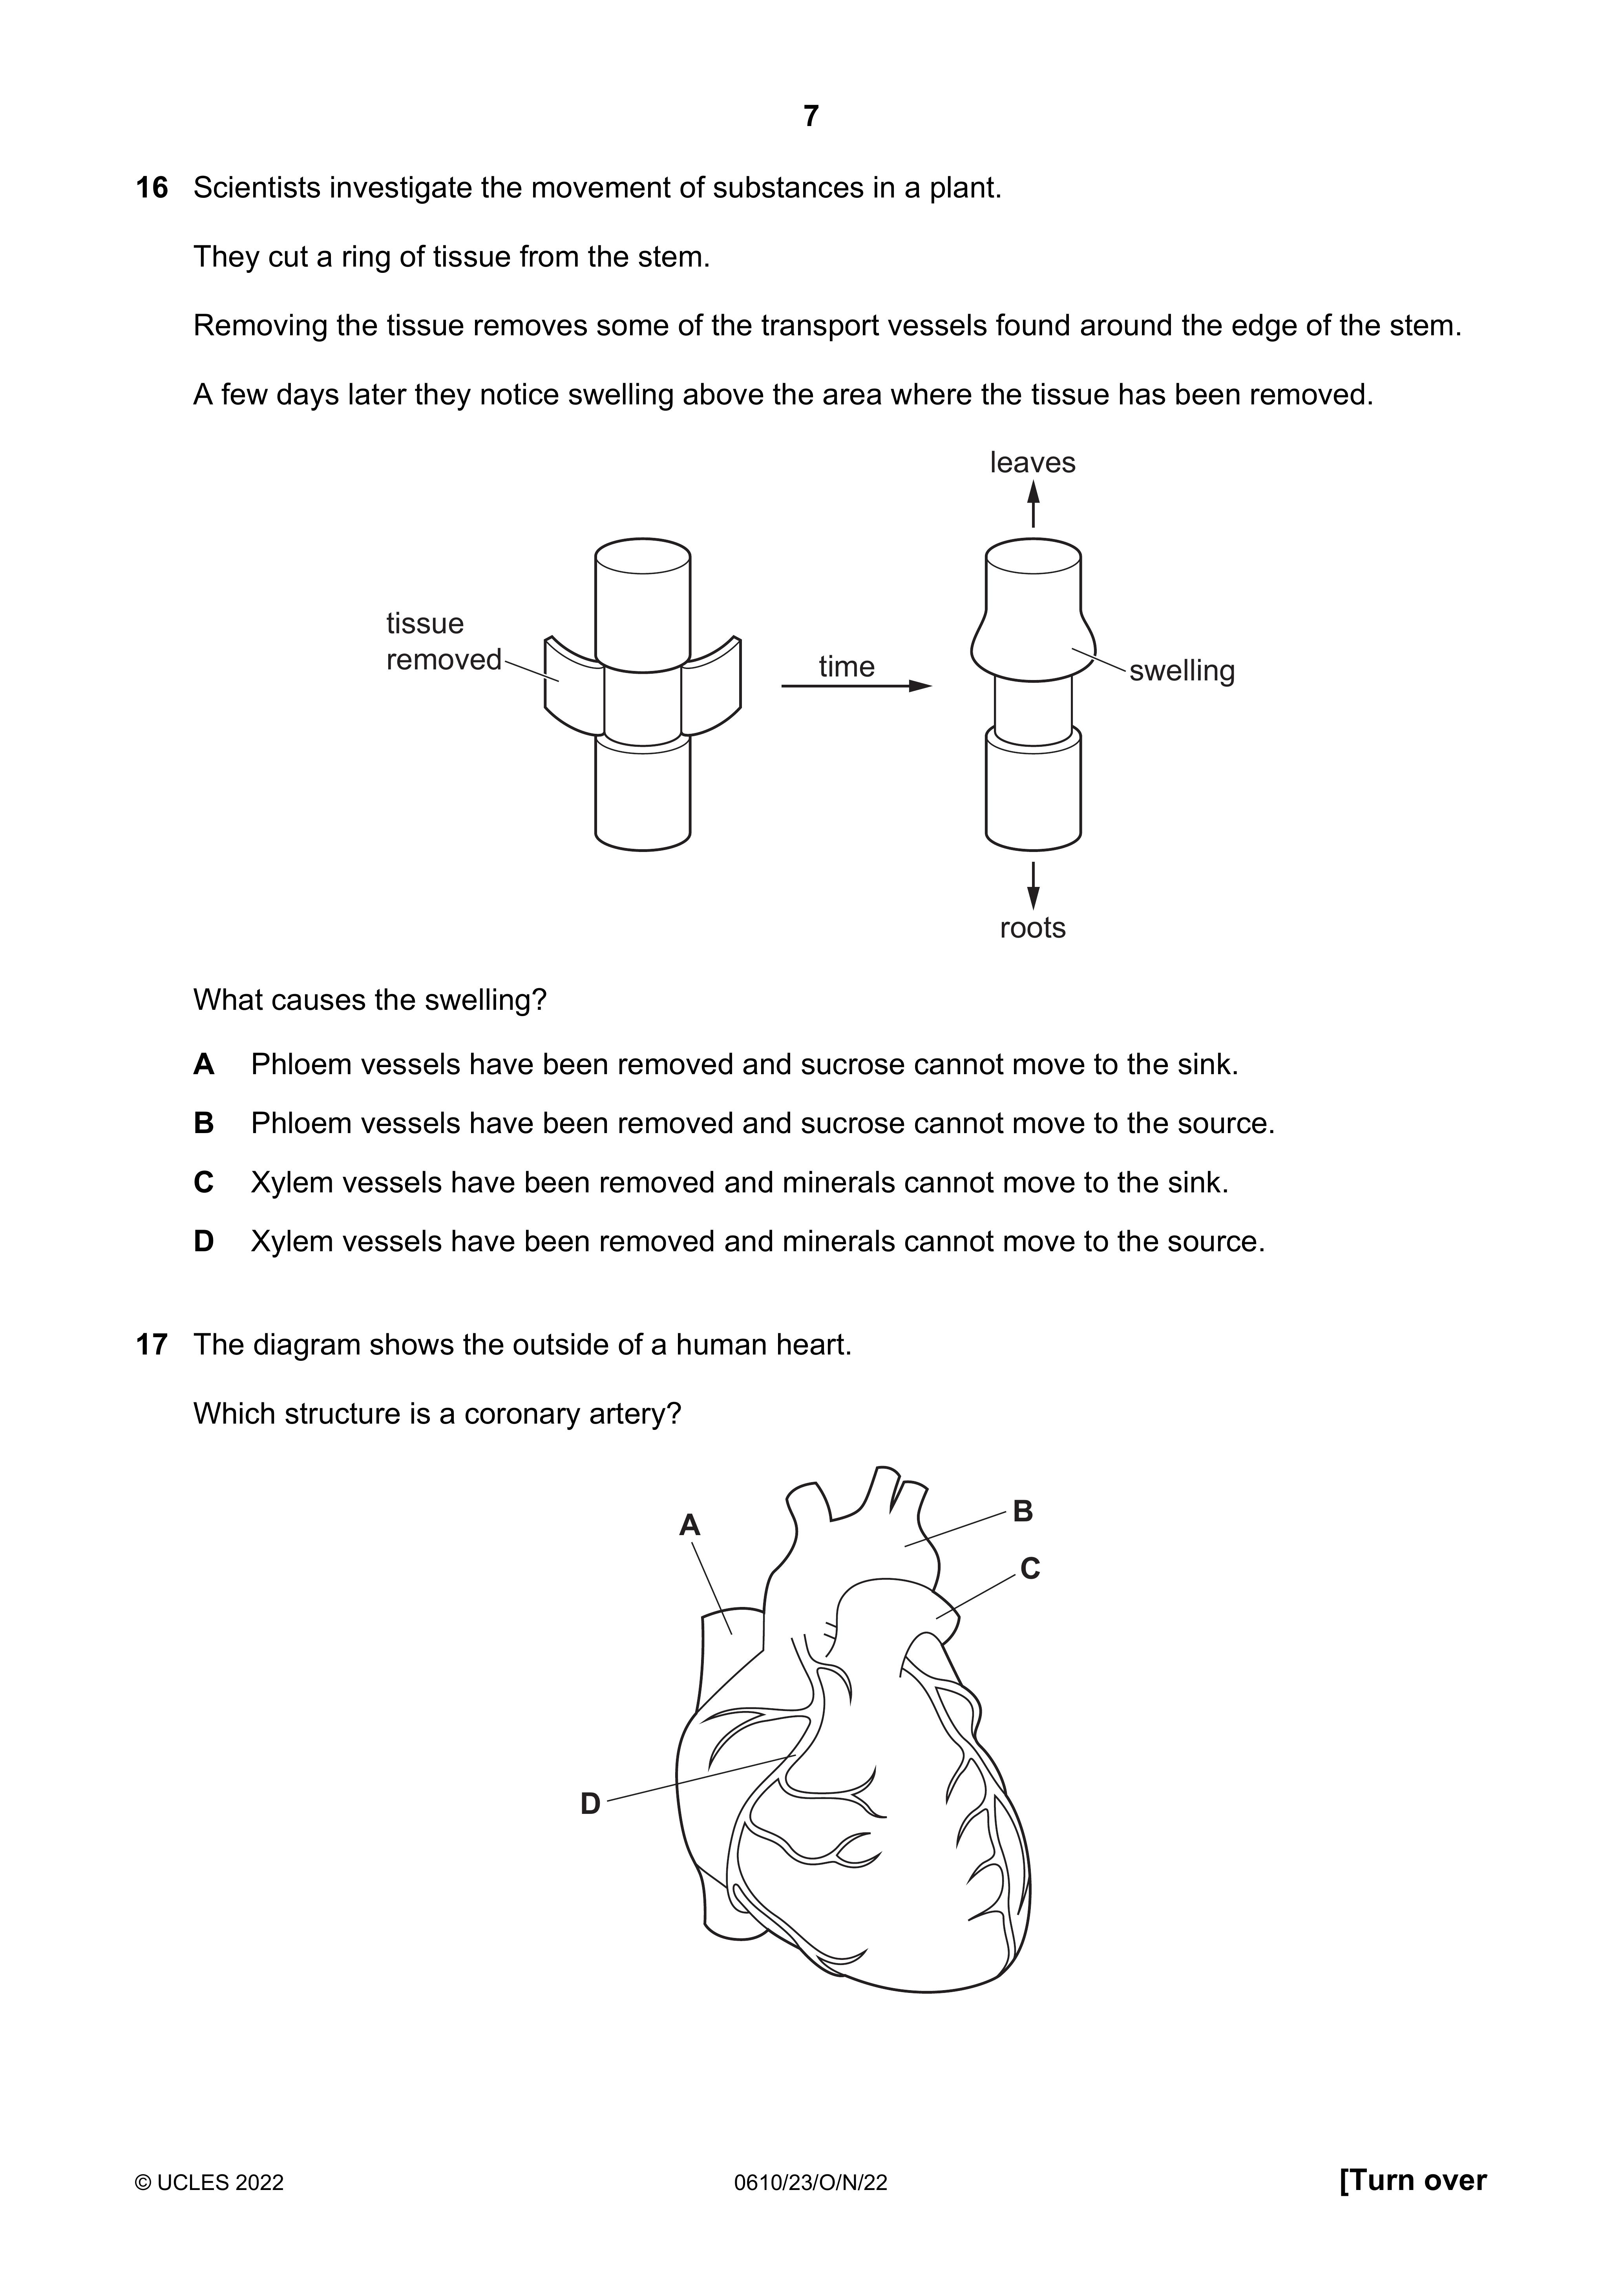 7
16 Scientists investigate the movement of substances in a plant.
They cut a ring of tissue from the stem.
Removing the tissue removes some of the transport vessels found around the edge of the stem.
A few days later they notice swelling above the area where the tissue has been removed.
leaves
tissue
removed
time
swelling
roots
What causes the swelling?
A Phloem vessels have been removed and sucrose cannot move to the sink.
B Phloem vessels have been removed and sucrose cannot move to the source.
C Xylem vessels have been removed and minerals cannot move to the sink.
D Xylem vessels have been removed and minerals cannot move to the source.
17 The diagram shows the outside of a human heart.
Which structure is a coronary artery?
A
B
C
D
© UCLES 2022
0610/23/O/N/22
[Turn over